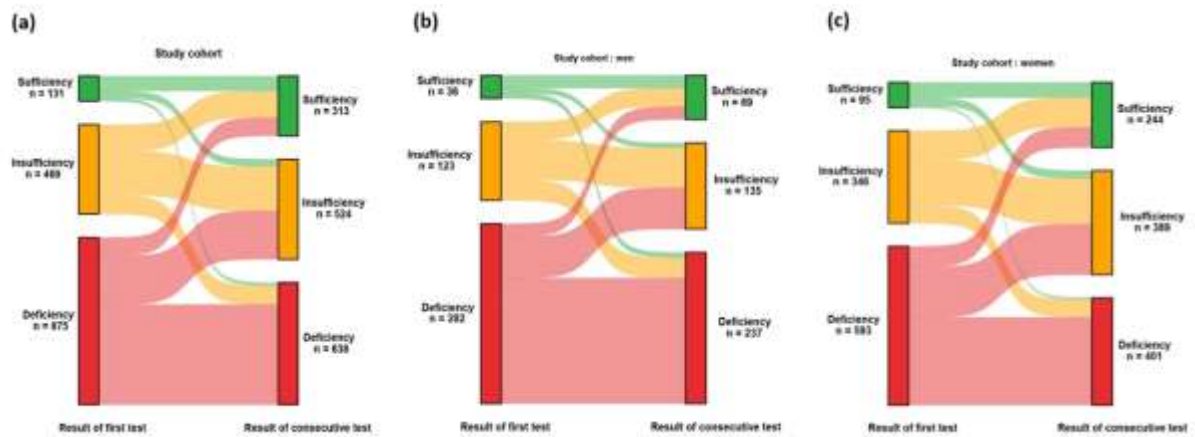 (a)
Study cohort
Sufficiency
n = 131
Insufficiency
n = 469
Deficiency
n = 875
Sufficiency
n = 313
Insufficiency
n = 524
Deficiency
n = 638
Result of first test
Result of consecutive test
(b)
Study cohort : men
Sufficiency
n = 36
Insufficiency
n = 123
Deficiency
n = 282
Sufficiency
n = 69
Insufficiency
n = 135
Deficiency
n = 237
Result of first test
Result of consecutive test
(c)
Study cohort : women
Sufficiency
n = 95
Insufficiency
n = 346
Deficiency
n = 593
Sufficiency
n = 244
Insufficiency
n = 389
Deficiency
n = 401
Result of first test
Result of consecutive test